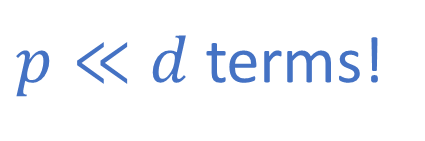 𝑝 ≪ 𝑑 terms!